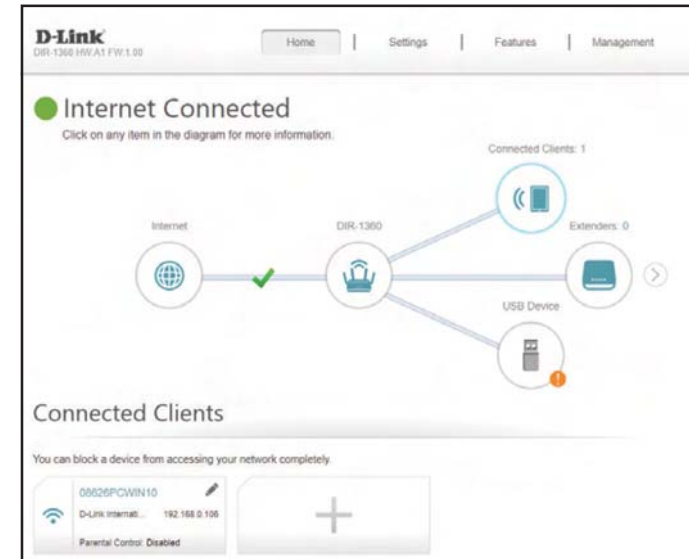 D-Link
DIR-1360 HW:A1 FW:1.00
Home | Settings | Features | Management
Internet Connected
Click on any item in the diagram for more information.
Connected Clients: 1
Internet
DIR-1360
Extenders: 0
USB Device
Connected Clients
You can block a device from accessing your network completely.
08626PCWIN10
D-Link Internati... 192.168.0.106
Parental Control: Disabled